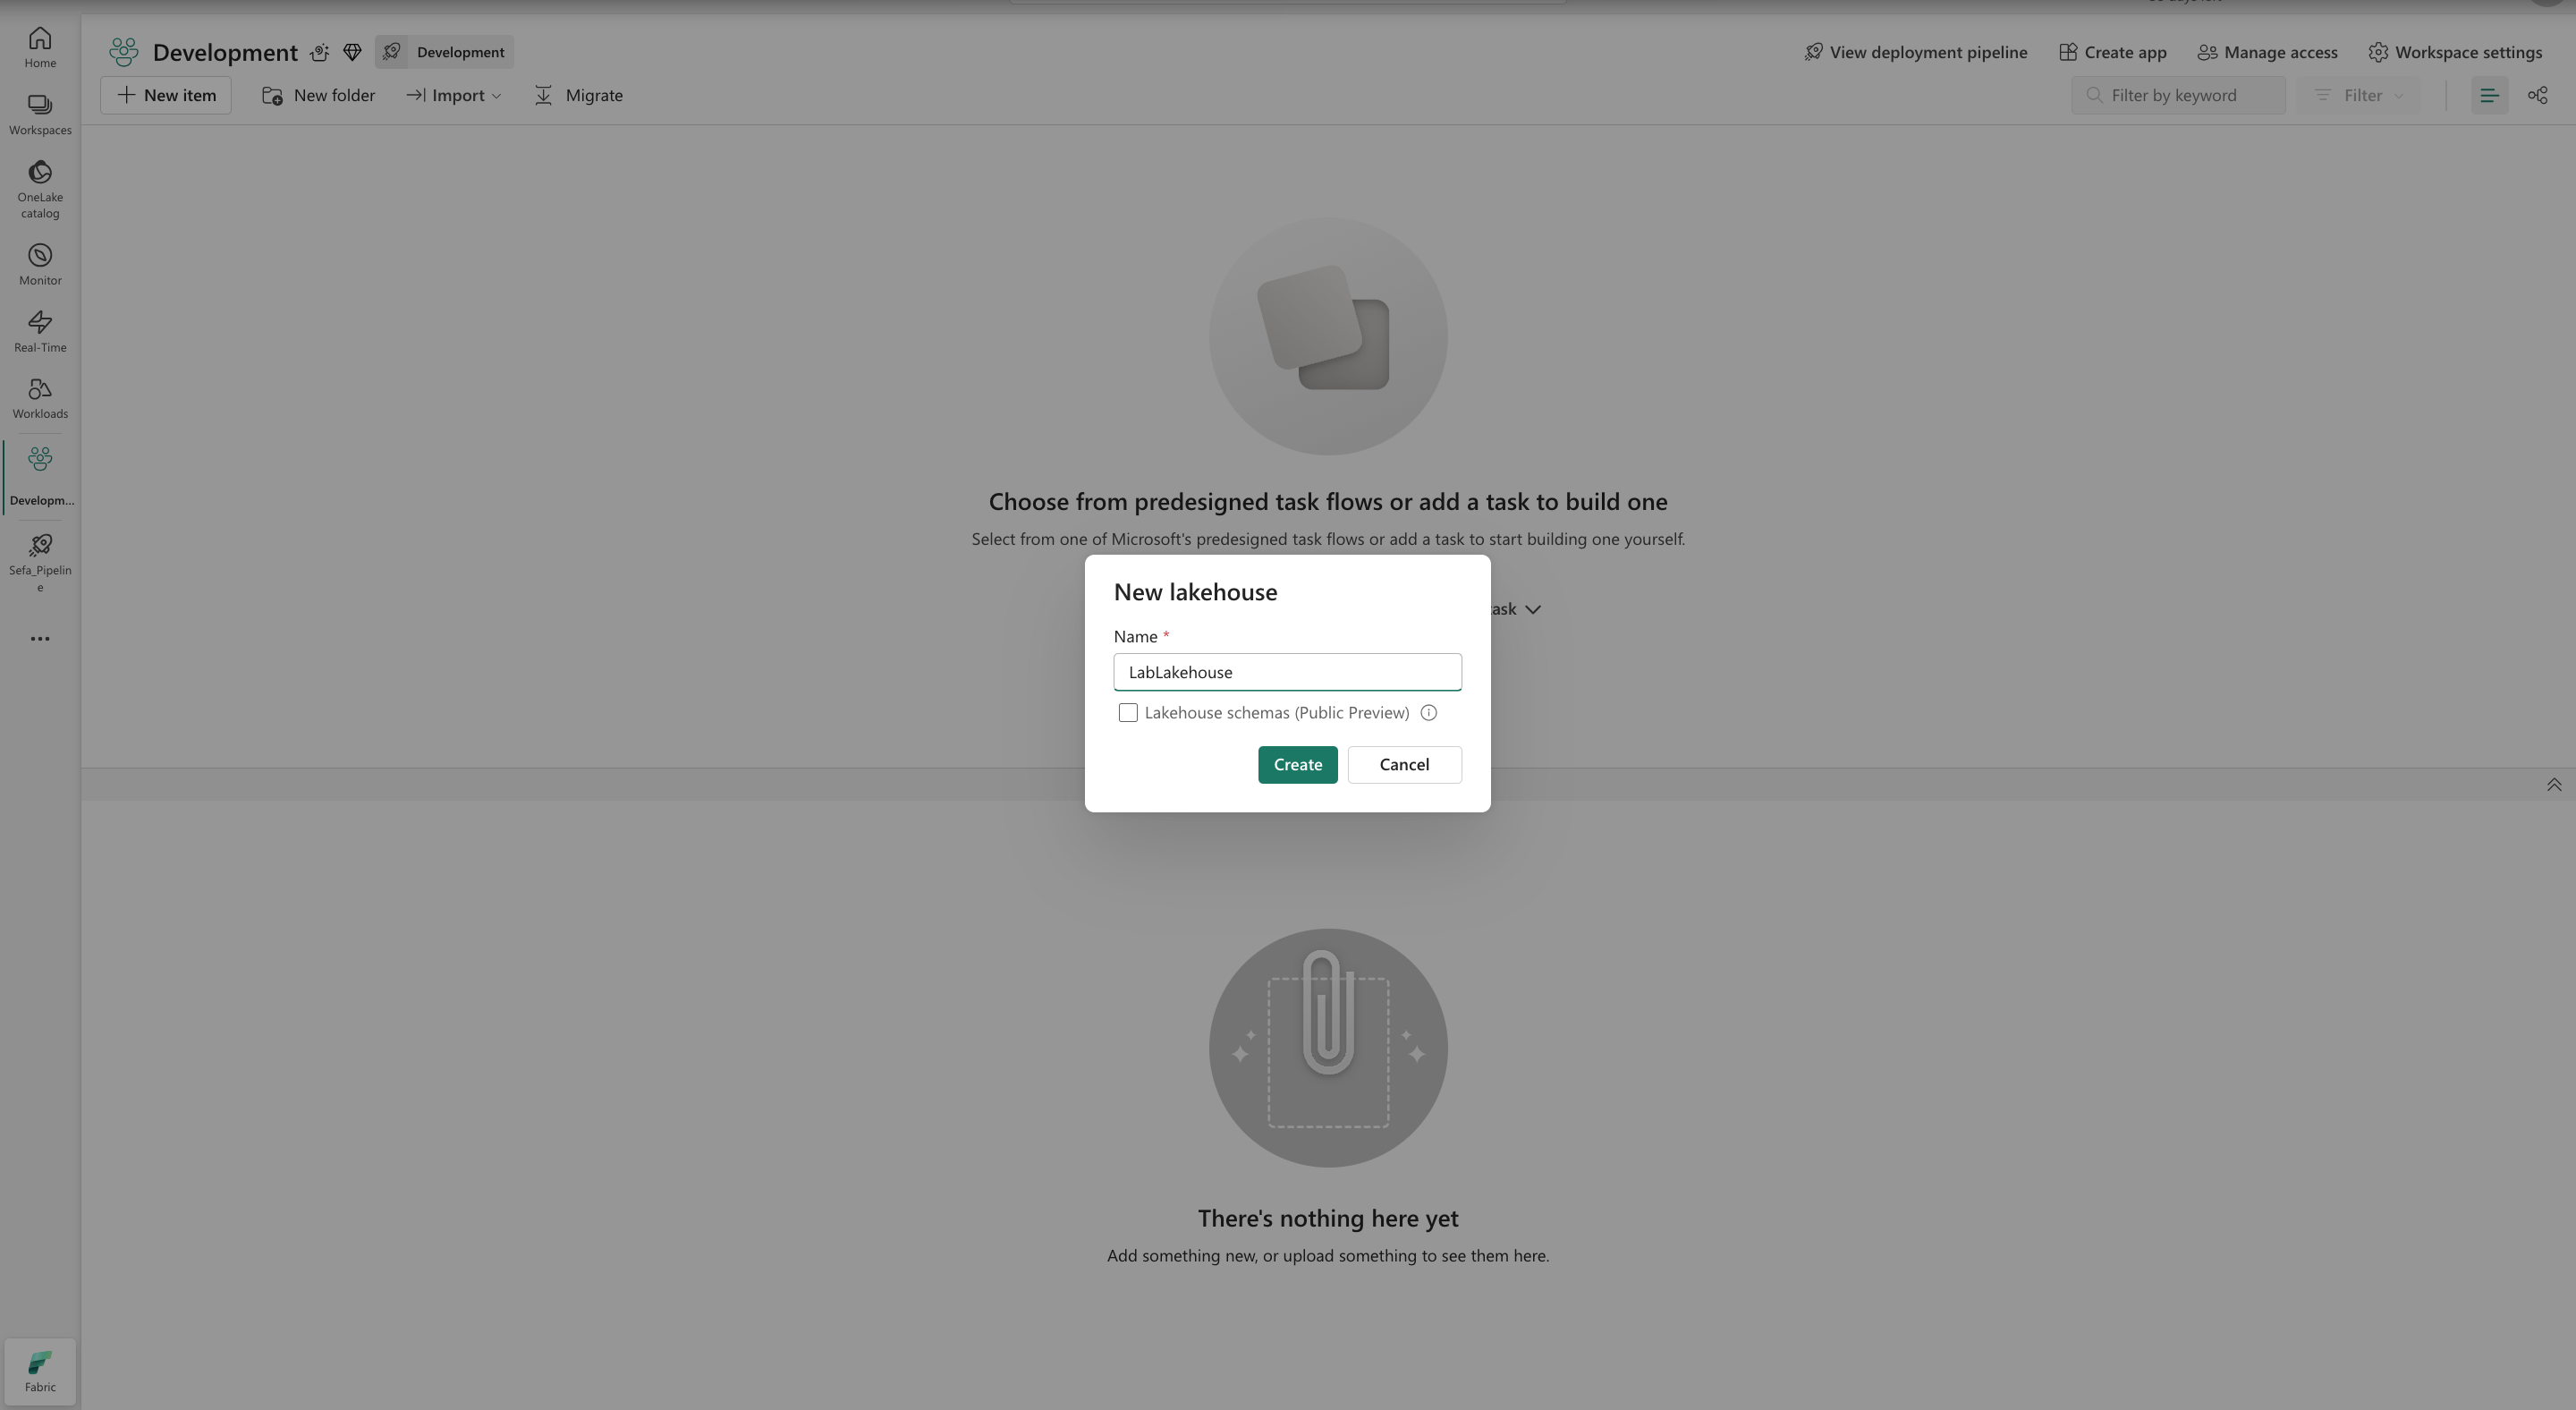 Home
Workspaces
OneLake
catalog
Monitor
Real-Time
Workloads
Developm...
Sefa_Pipelin
e
Fabric
Development
Development
View deployment pipeline
Create app
Manage access
Workspace settings
New item
New folder
Import
Migrate
Filter by keyword
Filter
Choose from predesigned task flows or add a task to build one
Select from one of Microsoft's predesigned task flows or add a task to start building one yourself.
New lakehouse
Name *
LabLakehouse
Lakehouse schemas (Public Preview)
Create
Cancel
There's nothing here yet
Add something new, or upload something to see them here.